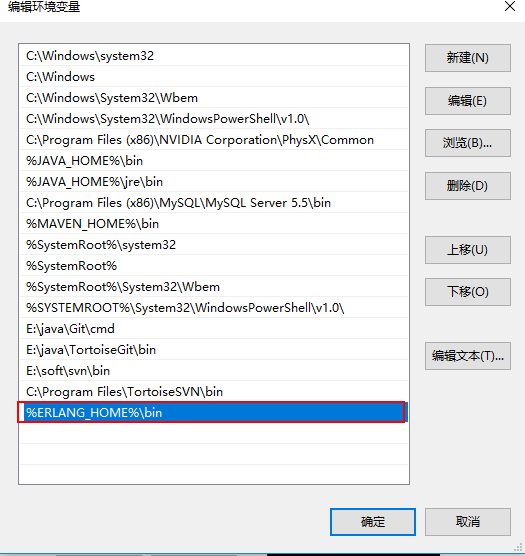 编辑环境变量
C:\Windows\system32
C:\Windows
C:\Windows\System32\Wbem
C:\Windows\System32\WindowsPowerShell\v1.0\
C:\Program Files (x86)\NVIDIA Corporation\PhysX\Common
%JAVA_HOME%\bin
%JAVA_HOME%\jre\bin
C:\Program Files (x86)\MySQL\MySQL Server 5.5\bin
%MAVEN_HOME%\bin
%SystemRoot%\system32
%SystemRoot%
%SystemRoot%\System32\Wbem
%SYSTEMROOT%\System32\WindowsPowerShell\v1.0\
E:\java\Git\cmd
E:\java\TortoiseGit\bin
E:\soft\svn\bin
C:\Program Files\TortoiseSVN\bin
%ERLANG_HOME%\bin
新建(N)
编辑(E)
浏览(B)...
删除(D)
上移(U)
下移(O)
编辑文本(T)...
确定
取消